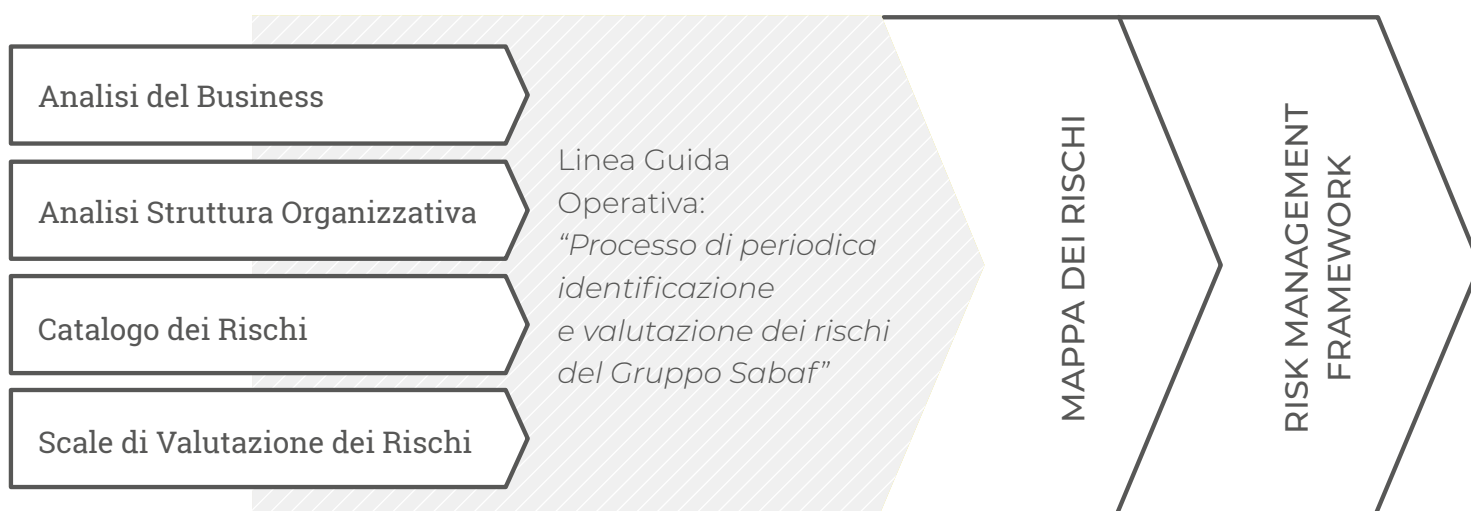 Analisi del Business
Analisi Struttura Organizzativa
Catalogo dei Rischi
Scale di Valutazione dei Rischi
Linea Guida
Operativa:
“Processo di periodica
identificazione
e valutazione dei rischi
del Gruppo Sabaf”
MAPPA DEI RISCHI
RISK MANAGEMENT
FRAMEWORK